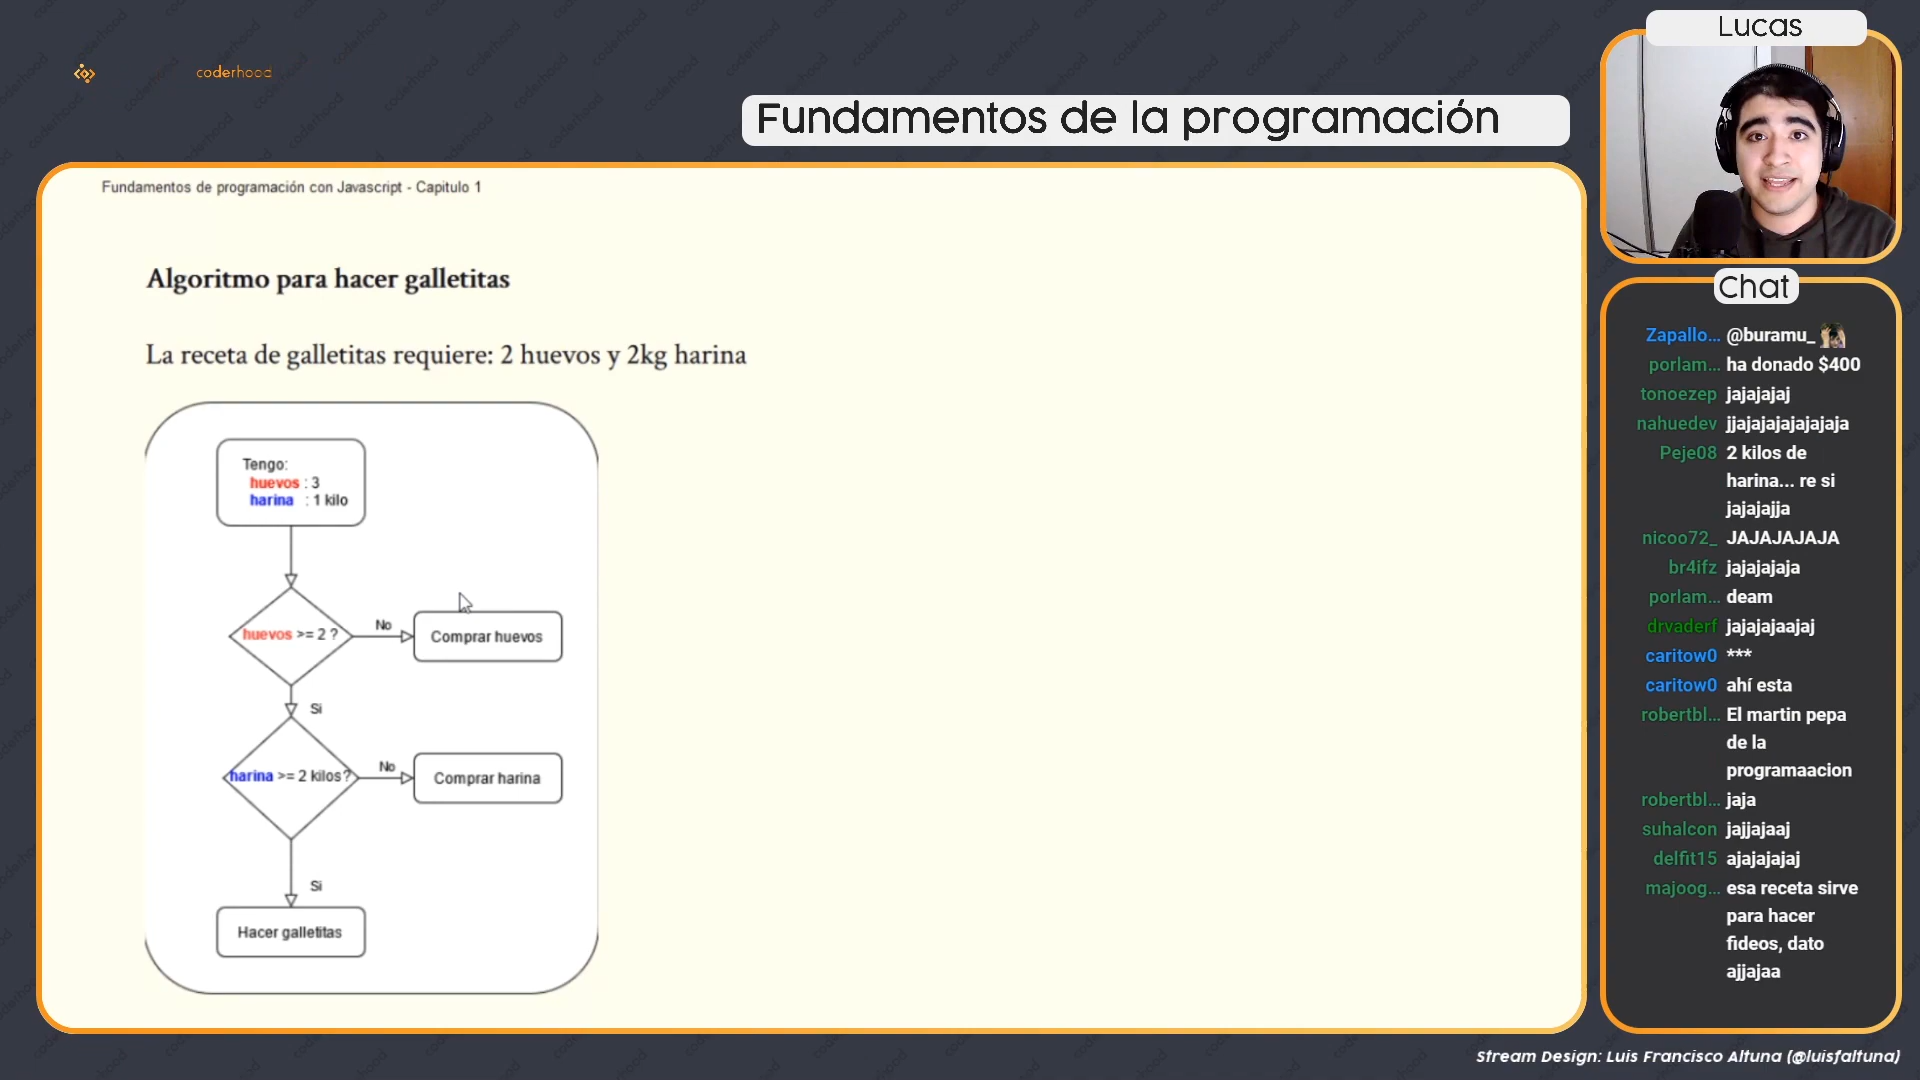 coderhood
Lucas
Fundamentos de la programación
Fundamentos de programación con Javascript - Capitulo 1
Algoritmo para hacer galletitas
La receta de galletitas requiere: 2 huevos y 2kg harina
Tengo:
huevos : 3
harina : 1 kilo
huevos >= 2 ?
No
Comprar huevos
Si
harina >= 2 kilos?
No
Comprar harina
Si
Hacer galletitas
Chat
Zapallo... @buramu_
porlam... ha donado $400
tonoezep jajajajaj
nahuedev jjajajajajajajaja
Peje08 2 kilos de
harina... re si
jajajajja
nicoo72_ JAJAJAJAJA
br4ifz jajajajaja
porlam... deam
drvaderf jajajajaajaj
caritow0 ***
caritow0 ahí esta
robertbl... El martin pepa
de la
programaacion
robertbl... jaja
suhalcon jajjajaaj
delfit15 ajajajajaj
majoog... esa receta sirve
para hacer
fideos, dato
ajjajaa
Stream Design: Luis Francisco Altuna (@luisfaltuna)